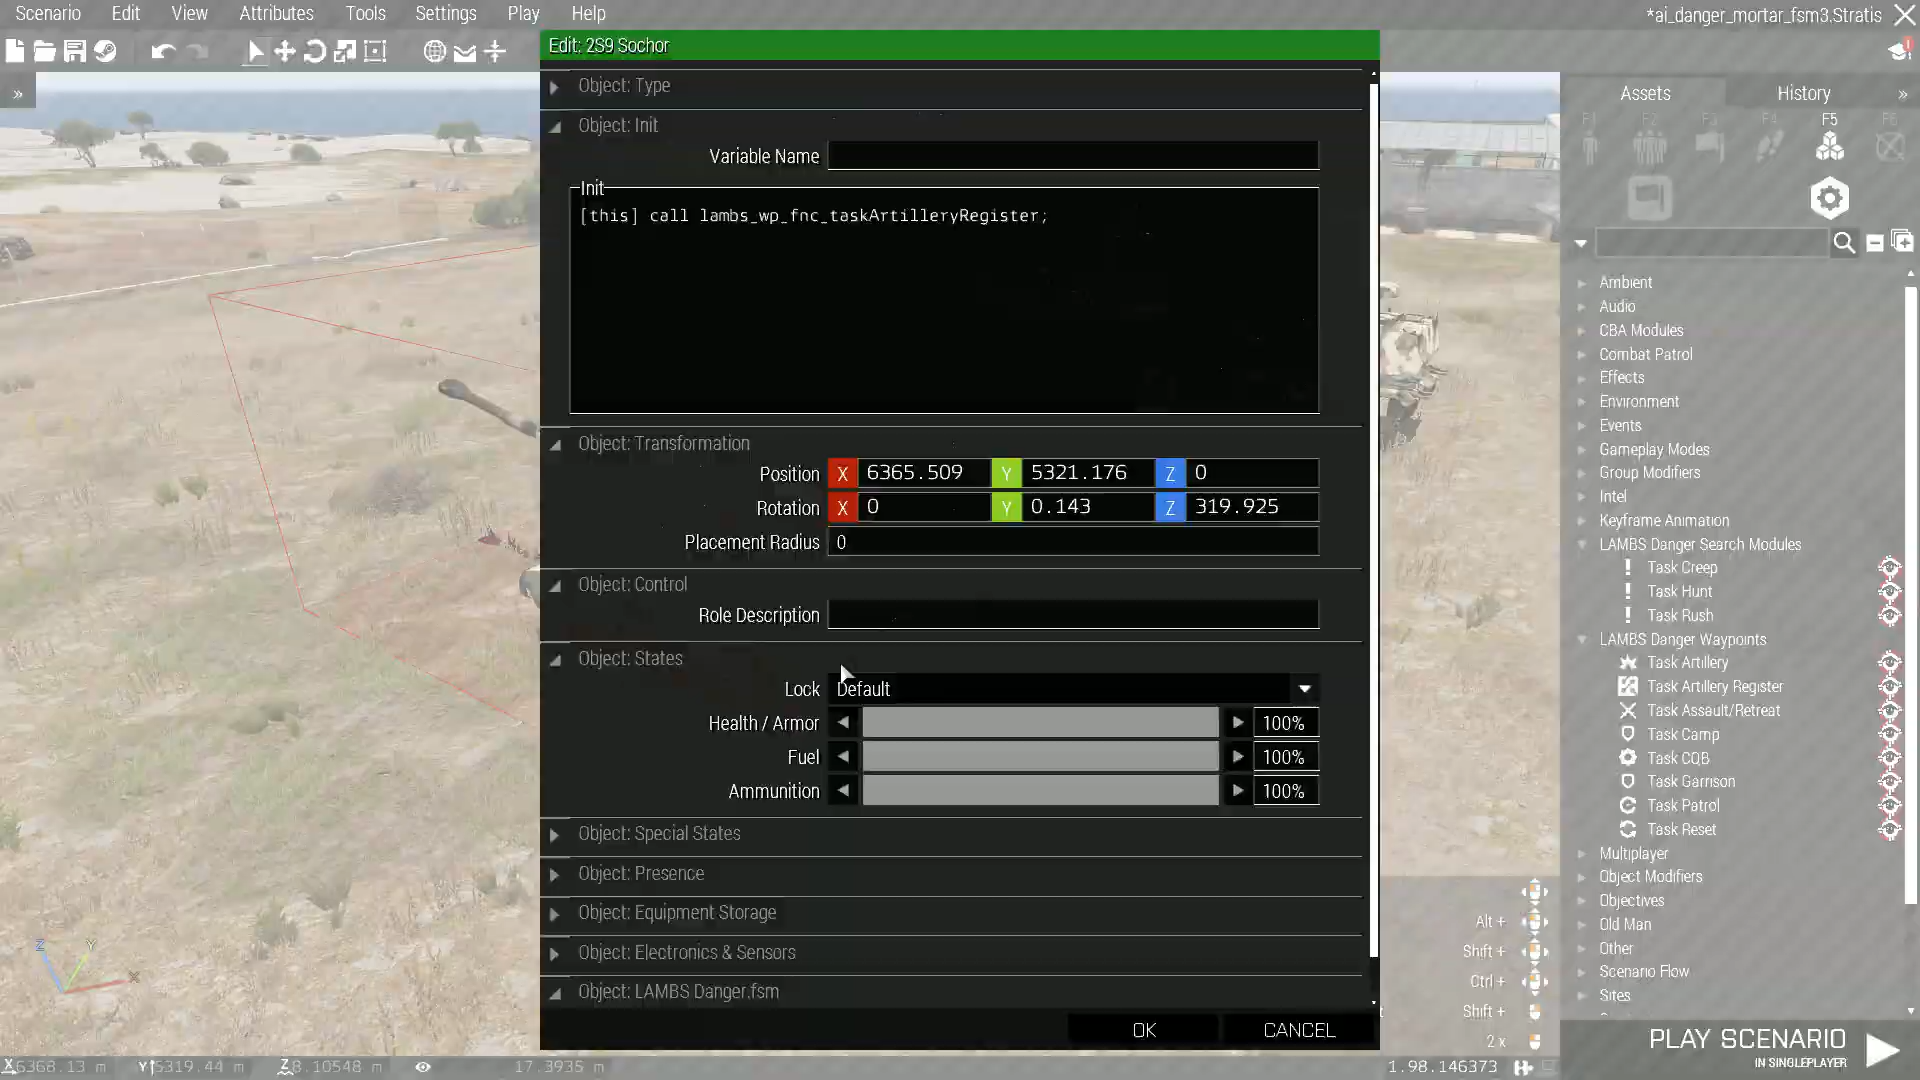 Scenario Edit View Attributes Tools Settings Play Help
*ai_danger_mortar_fsm3.Stratis
Edit: 2S9 Sochor
Object: Type
Object: Init
Variable Name
Init
[this] call lambs_wp_fnc_taskArtilleryRegister;
Object: Transformation
Position X 6365.509 Y 5321.176 Z 0
Rotation X 0 Y 0.143 Z 319.925
Placement Radius 0
Object: Control
Role Description
Object: States
Lock Default
Health / Armor 100%
Fuel 100%
Ammunition 100%
Object: Special States
Object: Presence
Object: Equipment Storage
Object: Electronics & Sensors
Object: LAMBS Danger.fsm
OK CANCEL
Assets History »
F1 F2 F3 F4 F5 F6
Ambient
Audio
CBA Modules
Combat Patrol
Effects
Environment
Events
Gameplay Modes
Group Modifiers
Intel
Keyframe Animation
LAMBS Danger Search Modules
Task Creep
Task Hunt
Task Rush
LAMBS Danger Waypoints
Task Artillery
Task Artillery Register
Task Assault/Retreat
Task Camp
Task CQB
Task Garrison
Task Patrol
Task Reset
Multiplayer
Object Modifiers
Objectives
Old Man
Other
Scenario Flow
Sites
Alt +
Shift +
Ctrl +
Shift +
2 x
PLAY SCENARIO
IN SINGLEPLAYER
Z Y X
X 6368.13 m Y 5319.44 m Z 8.10548 m 17.3935 m 1.98.146373